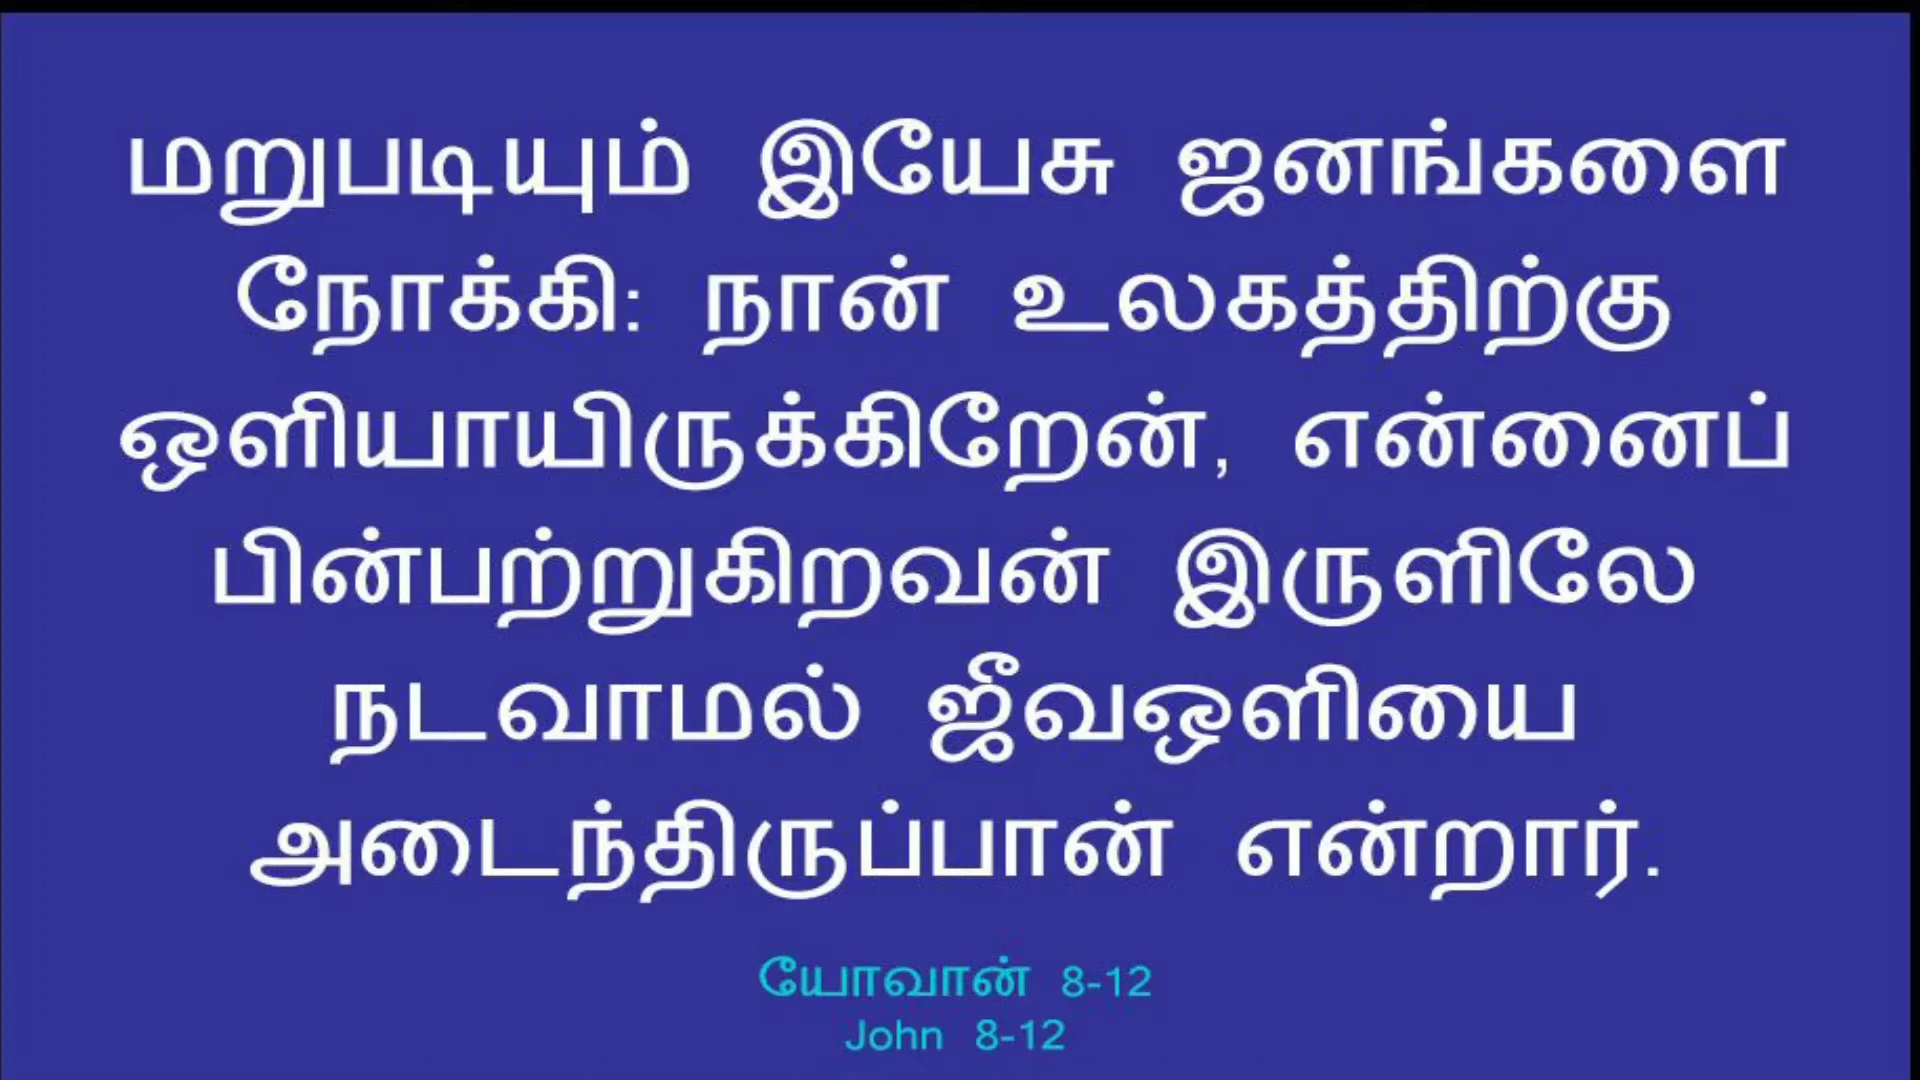 மறுபடியும் இயேசு ஜனங்களை
நோக்கி: நான் உலகத்திற்கு
ஒளியாயிருக்கிறேன், என்னைப்
பின்பற்றுகிறவன் இருளிலே
நடவாமல் ஜீவஒளியை
அடைந்திருப்பான் என்றார்.
யோவான் 8-12
John 8-12